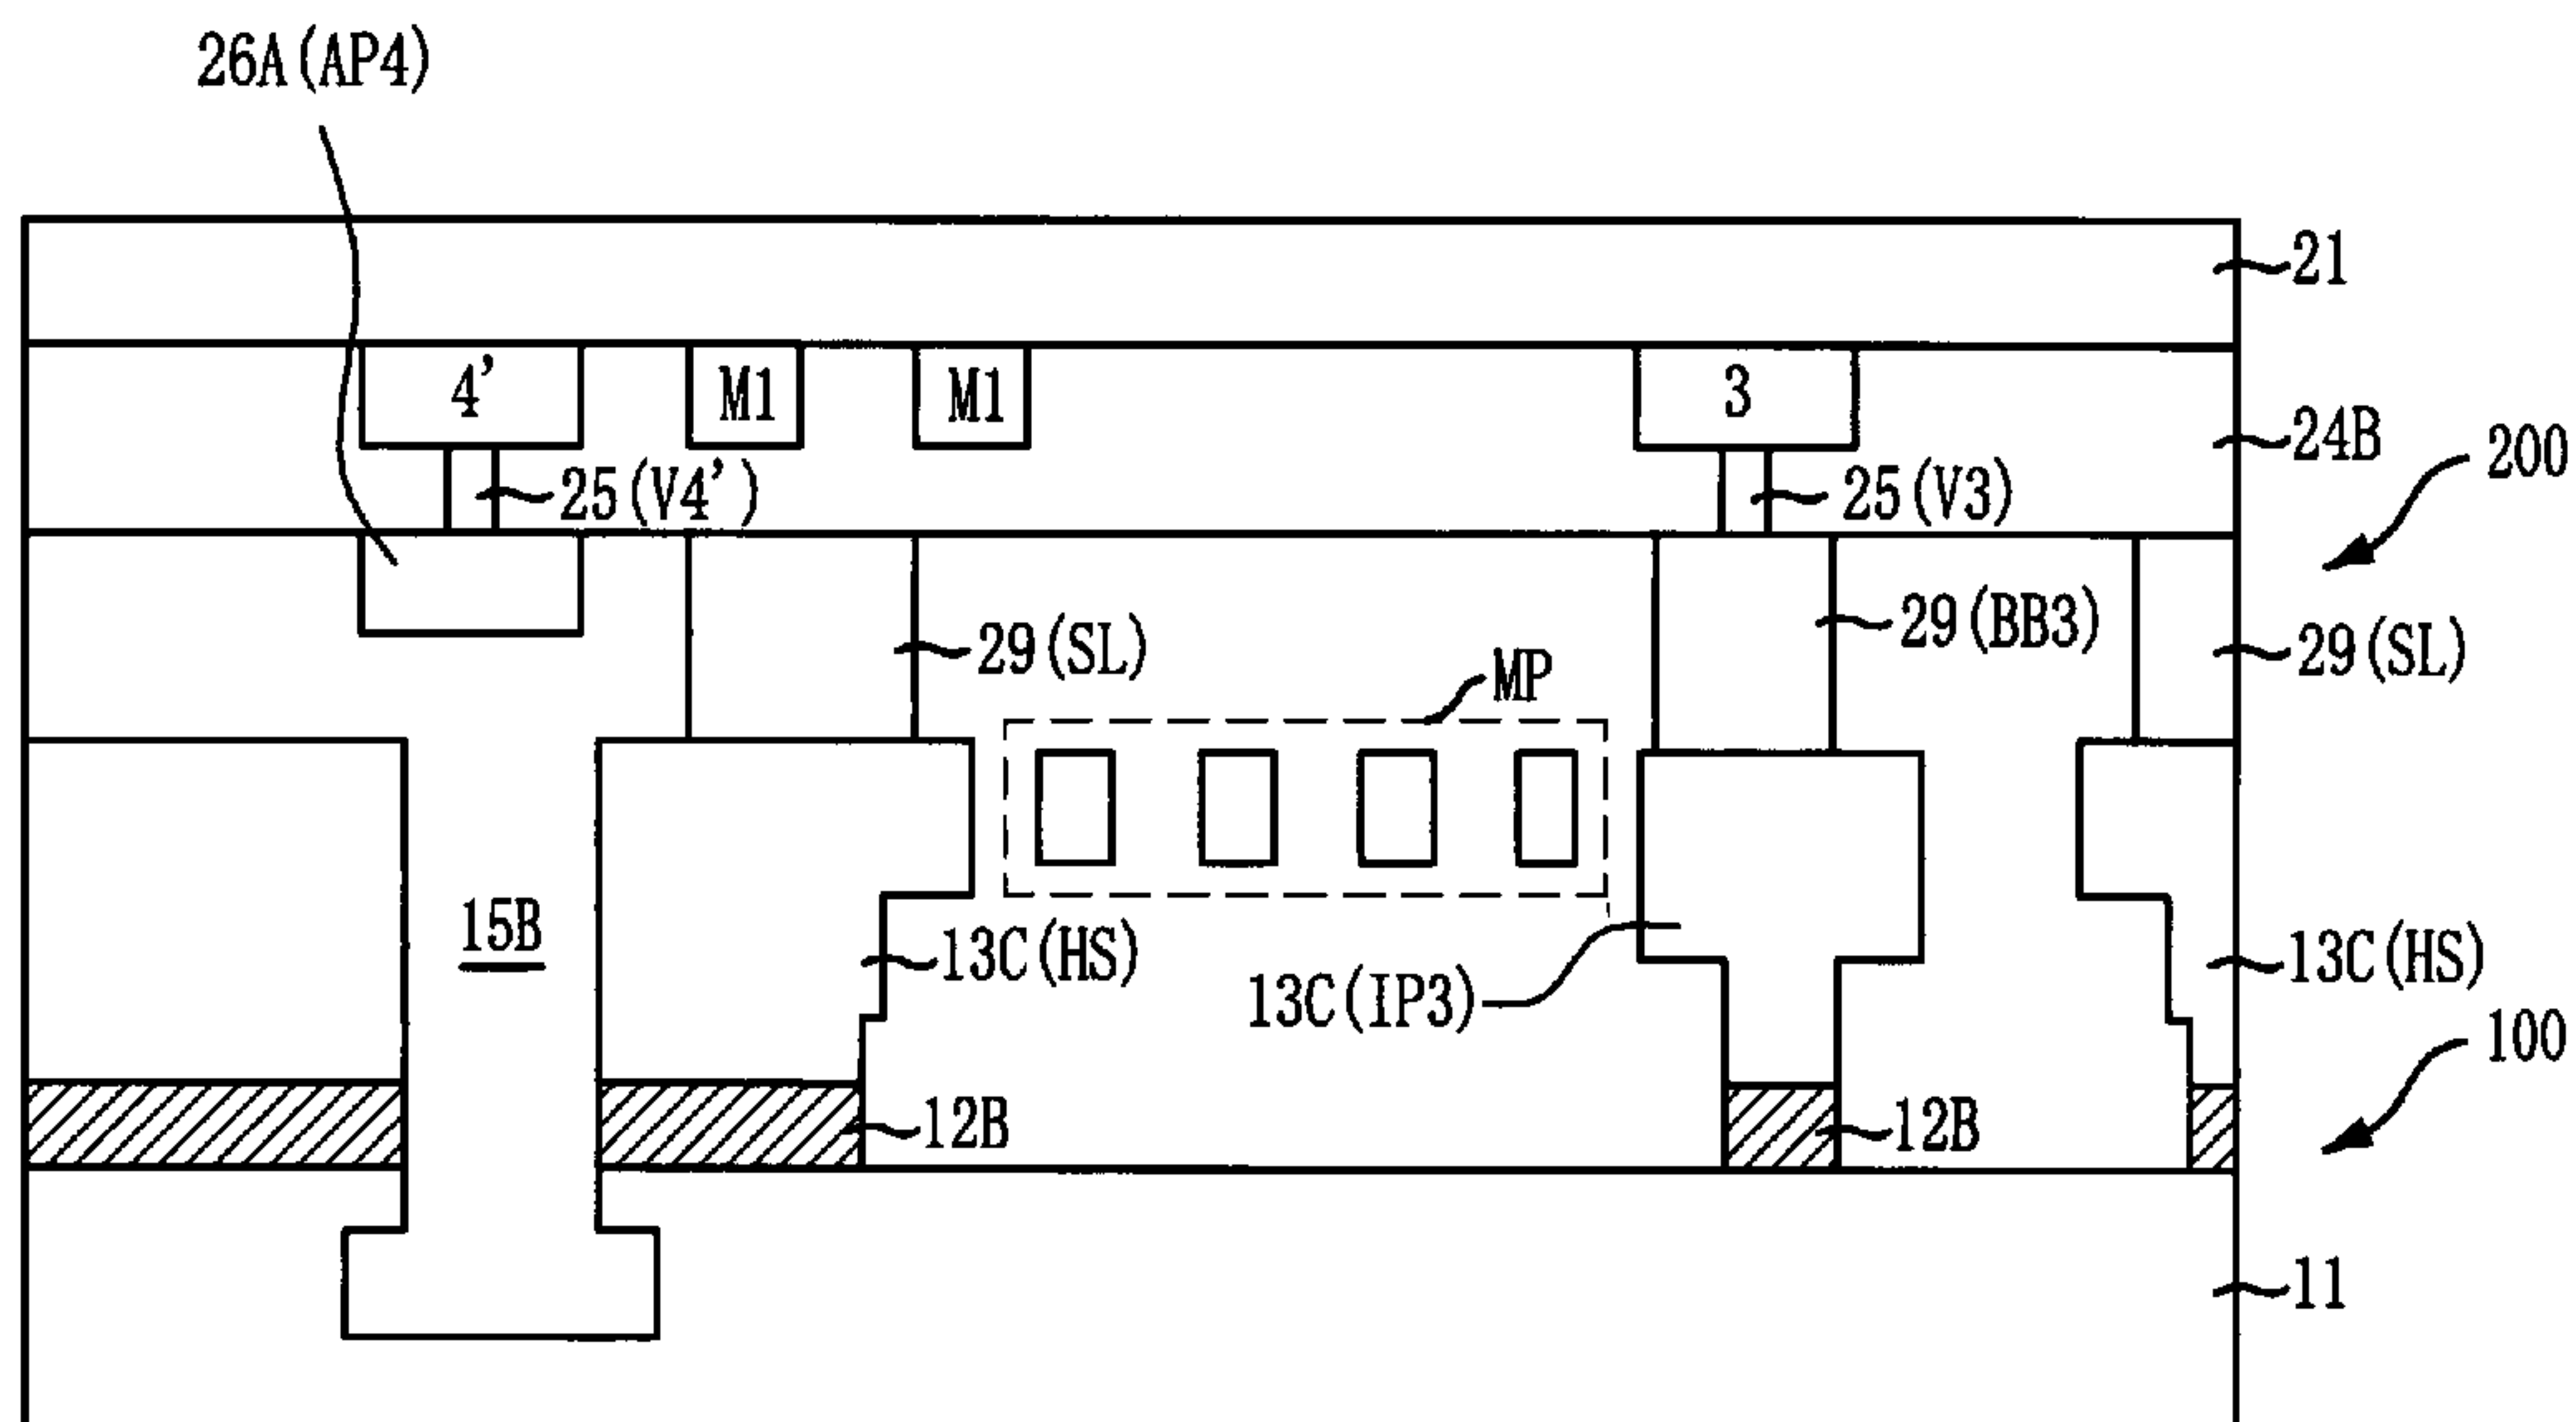 26A(AP4)
21
4'
M1
M1
3
24B
200
25(V4')
25(V3)
29(SL)
MP
29(BB3)
29(SL)
15B
13C(HS)
13C(IP3)
13C(HS)
100
12B
12B
11